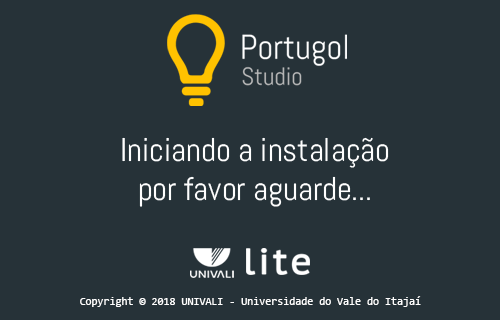 Portugol
Studio
Iniciando a instalação
por favor aguarde...
UNIVALI lite
Copyright © 2018 UNIVALI - Universidade do Vale do Itajaí